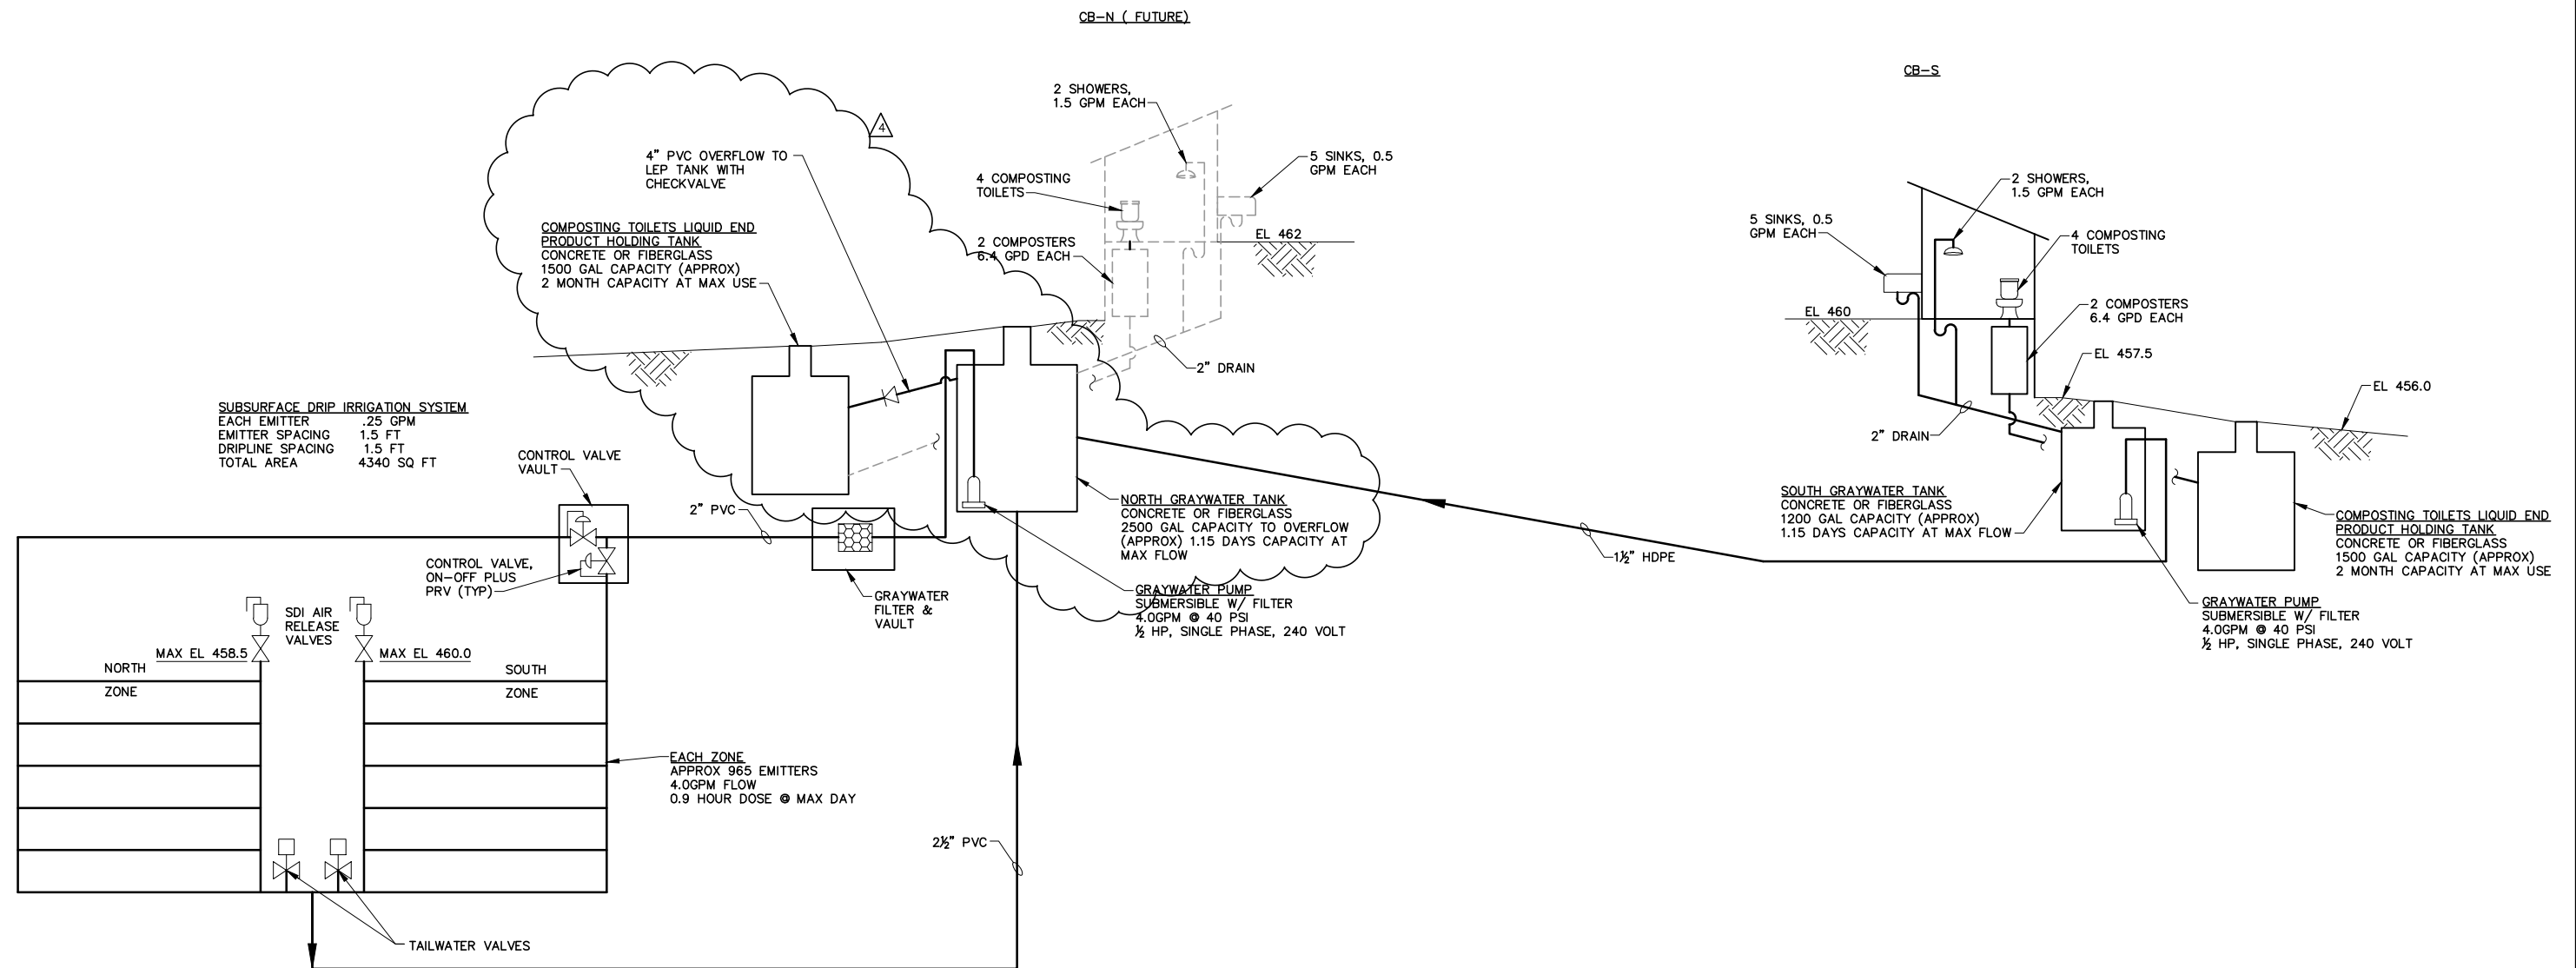 CB-N ( FUTURE)
CB-S
2 SHOWERS,
1.5 GPM EACH
4
4" PVC OVERFLOW TO
LEP TANK WITH
CHECKVALVE
5 SINKS, 0.5
GPM EACH
4 COMPOSTING
TOILETS
COMPOSTING TOILETS LIQUID END
PRODUCT HOLDING TANK
CONCRETE OR FIBERGLASS
1500 GAL CAPACITY (APPROX)
2 MONTH CAPACITY AT MAX USE
2 COMPOSTERS
6.4 GPD EACH
EL 462
2" DRAIN
2 SHOWERS,
1.5 GPM EACH
5 SINKS, 0.5
GPM EACH
4 COMPOSTING
TOILETS
EL 460
2 COMPOSTERS
6.4 GPD EACH
EL 457.5
EL 456.0
2" DRAIN
SUBSURFACE DRIP IRRIGATION SYSTEM
EACH EMITTER .25 GPM
EMITTER SPACING 1.5 FT
DRIPLINE SPACING 1.5 FT
TOTAL AREA 4340 SQ FT
CONTROL VALVE
VAULT
2" PVC
NORTH GRAYWATER TANK
CONCRETE OR FIBERGLASS
2500 GAL CAPACITY TO OVERFLOW
(APPROX) 1.15 DAYS CAPACITY AT
MAX FLOW
1½" HDPE
SOUTH GRAYWATER TANK
CONCRETE OR FIBERGLASS
1200 GAL CAPACITY (APPROX)
1.15 DAYS CAPACITY AT MAX FLOW
COMPOSTING TOILETS LIQUID END
PRODUCT HOLDING TANK
CONCRETE OR FIBERGLASS
1500 GAL CAPACITY (APPROX)
2 MONTH CAPACITY AT MAX USE
CONTROL VALVE,
ON-OFF PLUS
PRV (TYP)
GRAYWATER
FILTER &
VAULT
GRAYWATER PUMP
SUBMERSIBLE W/ FILTER
4.0GPM @ 40 PSI
½ HP, SINGLE PHASE, 240 VOLT
GRAYWATER PUMP
SUBMERSIBLE W/ FILTER
4.0GPM @ 40 PSI
½ HP, SINGLE PHASE, 240 VOLT
SDI AIR
RELEASE
VALVES
MAX EL 458.5
MAX EL 460.0
NORTH
ZONE
SOUTH
ZONE
EACH ZONE
APPROX 965 EMITTERS
4.0GPM FLOW
0.9 HOUR DOSE @ MAX DAY
2½" PVC
TAILWATER VALVES